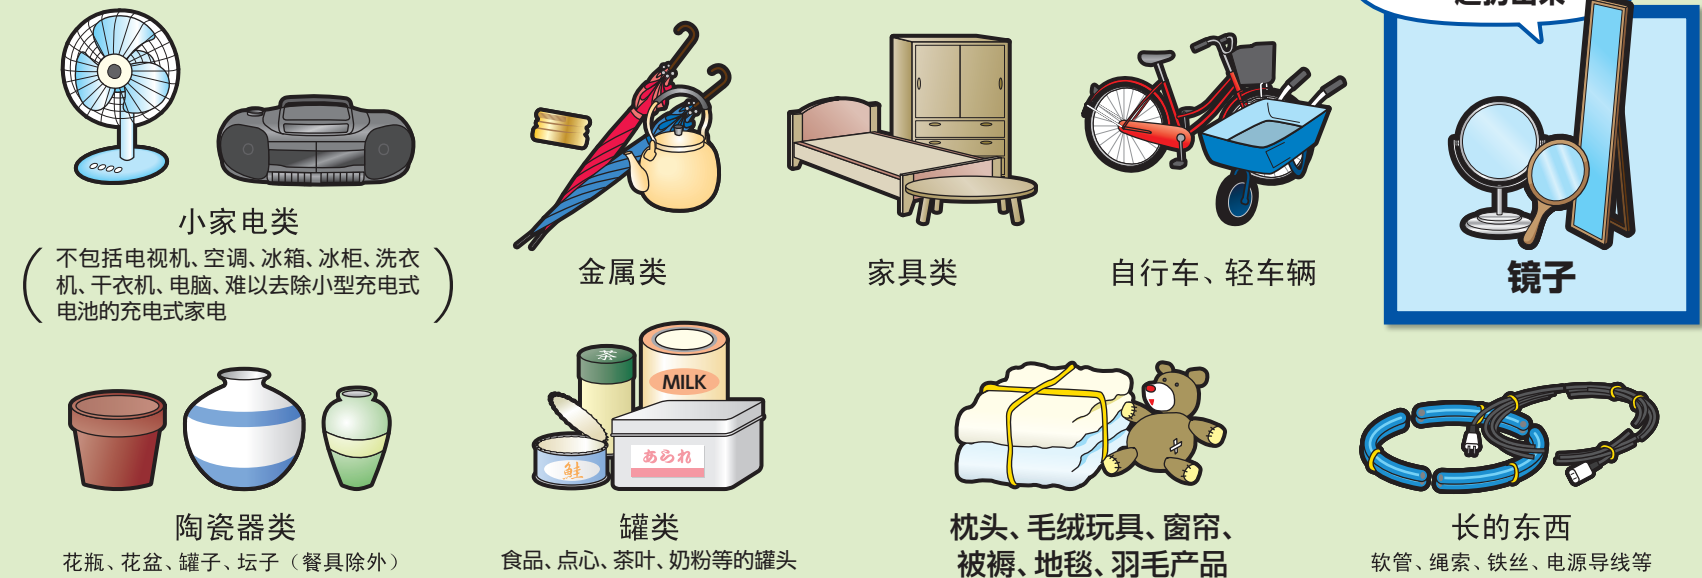 小家电类
不包括电视机、空调、冰箱、冰柜、洗衣
机、干衣机、电脑、难以去除小型充电式
电池的充电式家电
金属类
家具类
自行车、轻车辆
镜子
茶
MILK
あられ
鮭
陶瓷器类
花瓶、花盆、罐子、坛子（餐具除外）
罐类
食品、点心、茶叶、奶粉等的罐头
枕头、毛绒玩具、窗帘、
被褥、地毯、羽毛产品
长的东西
软管、绳索、铁丝、电源导线等